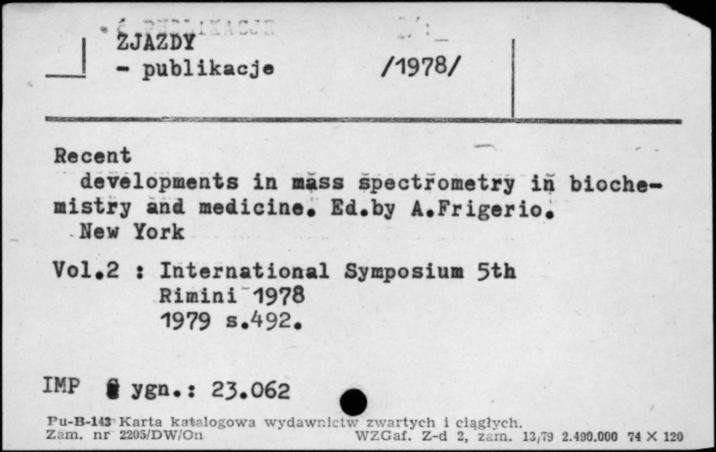 ZJAZDY
- publikacje /1978/
Recent
developments in mass spectrometry in bioche-
mistry and medicine. Ed.by A.Frigerio.
New York
Vol.2 : International Symposium 5th
Rimini 1978
1979 s.492.
IMP Sygn.: 23.062
Pu-B-143 Karta katalogowa wydawnictw zwartych i ciągłych.
Zam. nr 2205/DW/On WZGaf. Z-d 2, zam. 13/79 2.490.000 74 X 120